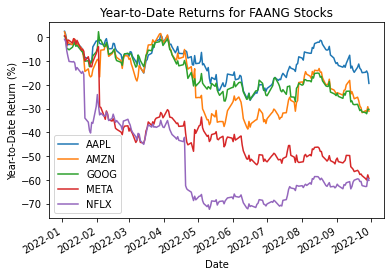 Year-to-Date Returns for FAANG Stocks
Year-to-Date Return (%)
0
−10
−20
−30
−40
−50
−60
−70
AAPL
AMZN
GOOG
META
NFLX
2022-01
2022-02
2022-03
2022-04
2022-05
2022-06
2022-07
2022-08
2022-09
2022-10
Date